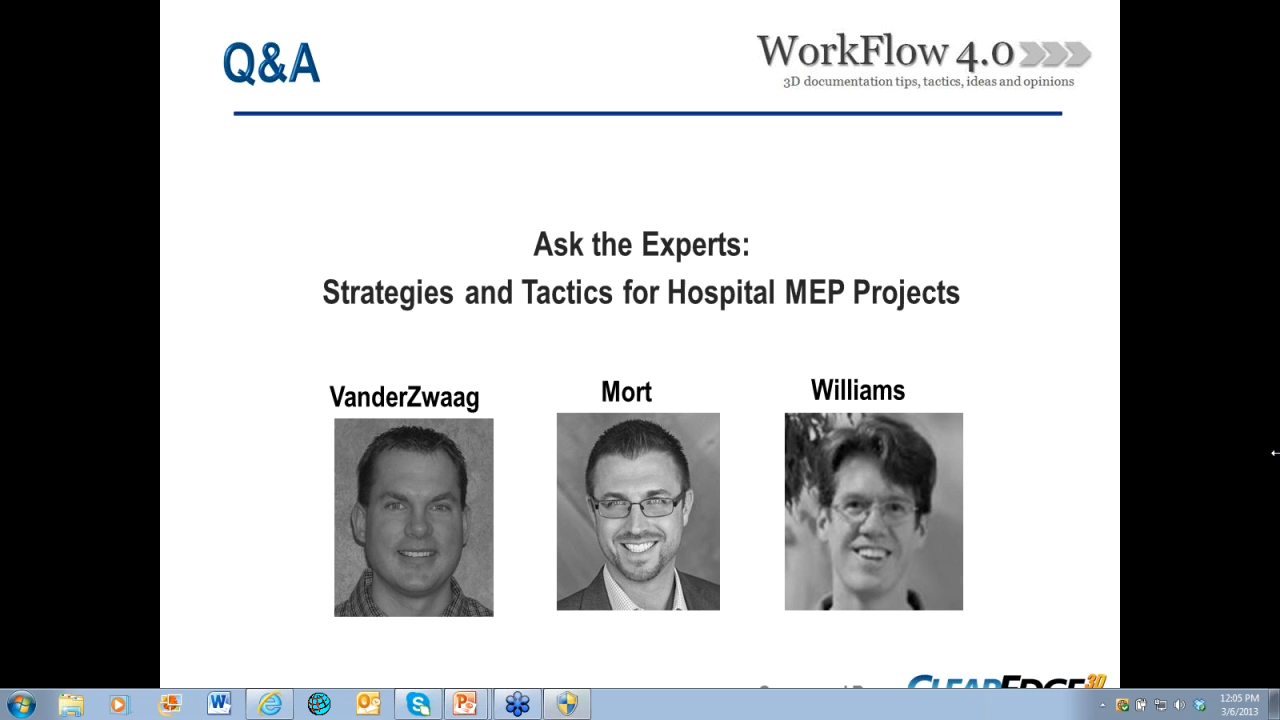 Q&A
WorkFlow 4.0
3D documentation tips, tactics, ideas and opinions
Ask the Experts:
Strategies and Tactics for Hospital MEP Projects
VanderZwaag
Mort
Williams
CLEAREDGE3D
12:05 PM
3/6/2013